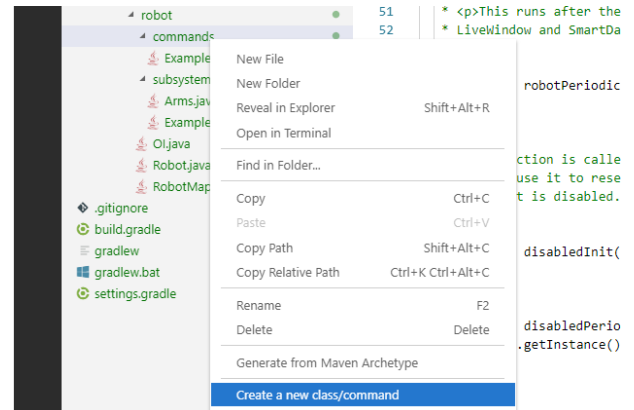 robot
commands
Example
subsystem
Arms.jav
Example
OI.java
Robot.java
RobotMap
.gitignore
build.gradle
gradlew
gradlew.bat
settings.gradle
New File
New Folder
Reveal in Explorer Shift+Alt+R
Open in Terminal
Find in Folder...
Copy Ctrl+C
Paste Ctrl+V
Copy Path Shift+Alt+C
Copy Relative Path Ctrl+K Ctrl+Alt+C
Rename F2
Delete Delete
Generate from Maven Archetype
Create a new class/command
51 * <p>This runs after the
52 * LiveWindow and SmartDa
robotPeriodic
ction is calle
use it to rese
t is disabled.
disabledInit(
disabledPerio
.getInstance()